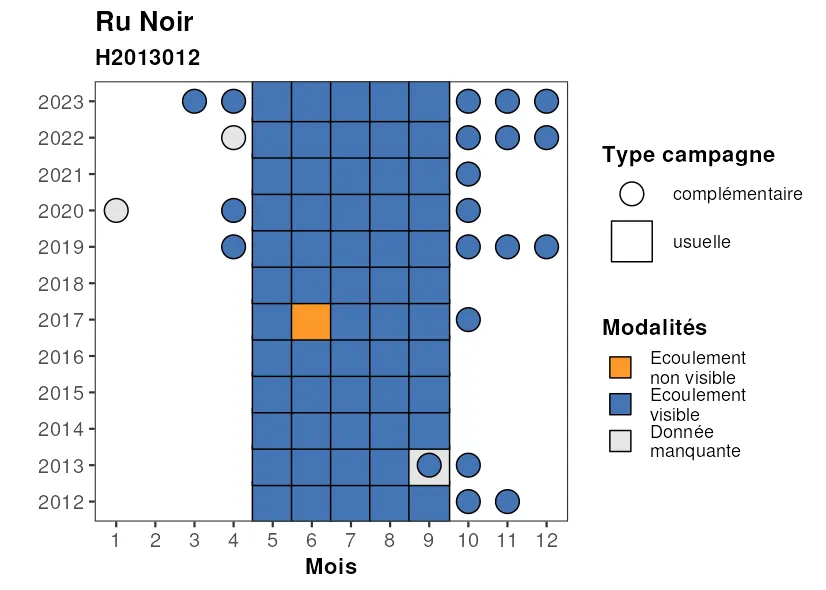 Ru Noir
H2013012
2023
2022
2021
2020
2019
2018
2017
2016
2015
2014
2013
2012
1 2 3 4 5 6 7 8 9 10 11 12
Mois
Type campagne
complémentaire
usuelle
Modalités
Ecoulement
non visible
Ecoulement
visible
Donnée
manquante